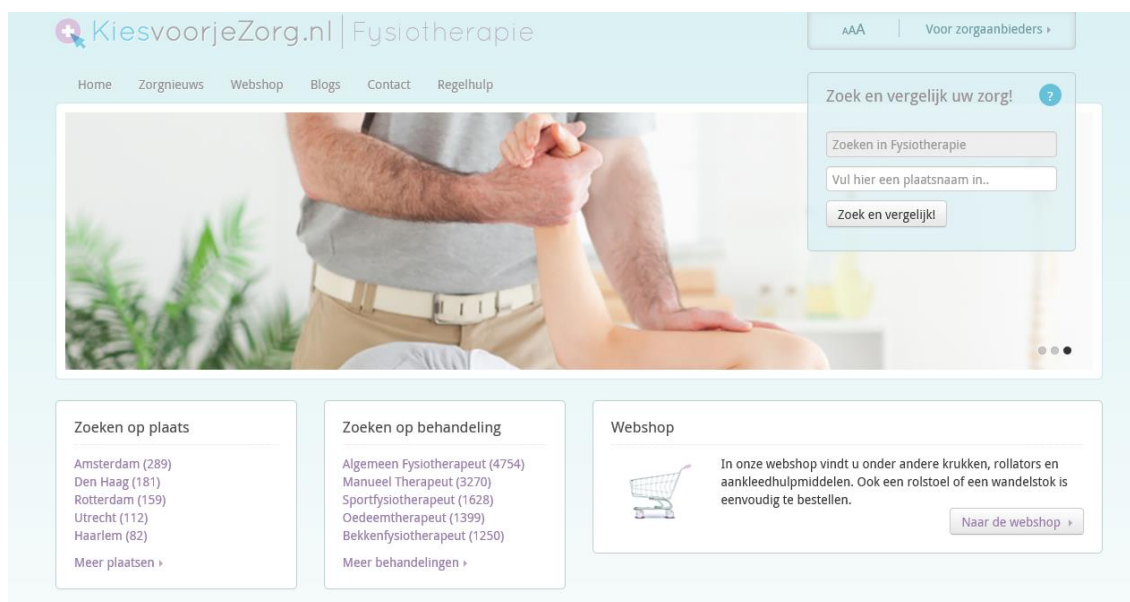 KiesvoorjeZorg.nl Fysiotherapie
AAA Voor zorgaanbieders
Home Zorgnieuws Webshop Blogs Contact Regelhulp
Zoek en vergelijk uw zorg! ?
Zoeken in Fysiotherapie
Vul hier een plaatsnaam in..
Zoek en vergelijk!
Zoeken op plaats
Amsterdam (289)
Den Haag (181)
Rotterdam (159)
Utrecht (112)
Haarlem (82)
Meer plaatsen
Zoeken op behandeling
Algemeen Fysiotherapeut (4754)
Manueel Therapeut (3270)
Sportfysiotherapeut (1628)
Oedeemtherapeut (1399)
Bekkenfysiotherapeut (1250)
Meer behandelingen
Webshop
In onze webshop vindt u onder andere krukken, rollators en
aankleedhulpmiddelen. Ook een rolstoel of een wandelstok is
eenvoudig te bestellen.
Naar de webshop